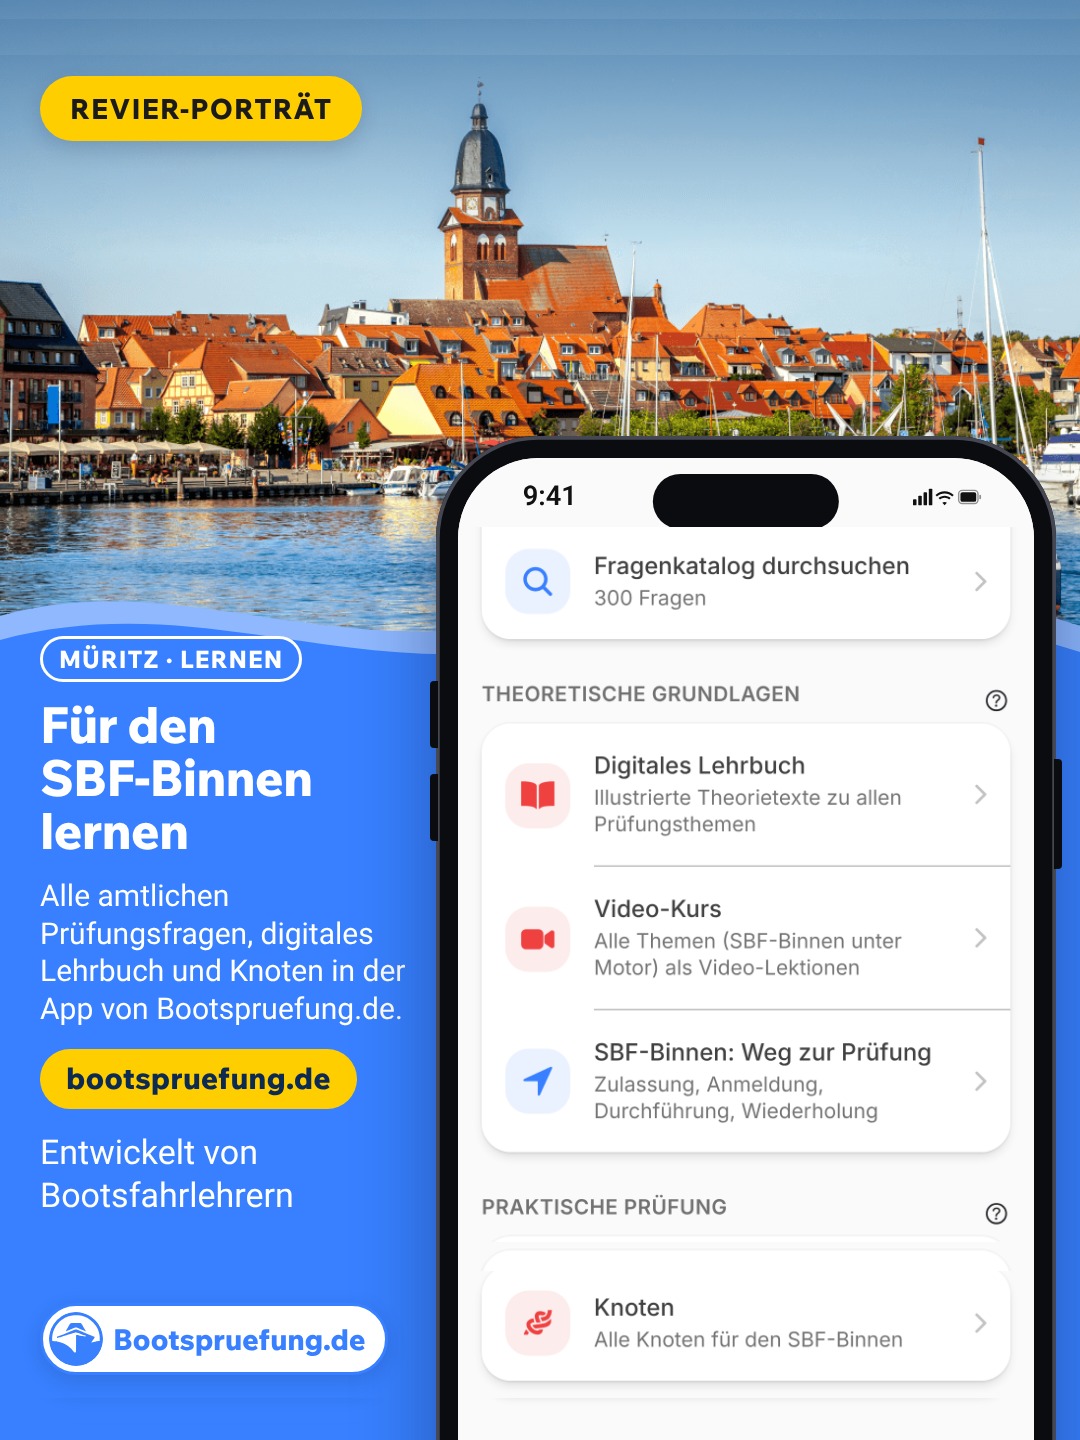 REVIER-PORTRÄT
MÜRITZ · LERNEN
Für den
SBF-Binnen
lernen
Alle amtlichen
Prüfungsfragen, digitales
Lehrbuch und Knoten in der
App von Bootspruefung.de.
bootspruefung.de
Entwickelt von
Bootsfahrlehrern
Bootspruefung.de
9:41
Fragenkatalog durchsuchen
300 Fragen
THEORETISCHE GRUNDLAGEN
Digitales Lehrbuch
Illustrierte Theorietexte zu allen
Prüfungsthemen
Video-Kurs
Alle Themen (SBF-Binnen unter
Motor) als Video-Lektionen
SBF-Binnen: Weg zur Prüfung
Zulassung, Anmeldung,
Durchführung, Wiederholung
PRAKTISCHE PRÜFUNG
Knoten
Alle Knoten für den SBF-Binnen